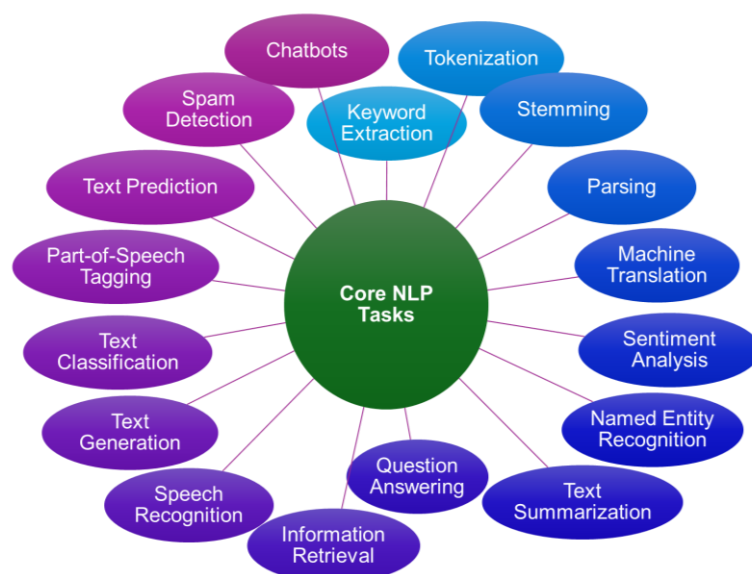 Core NLP
Tasks
Keyword
Extraction
Tokenization
Stemming
Parsing
Machine
Translation
Sentiment
Analysis
Named Entity
Recognition
Text
Summarization
Question
Answering
Information
Retrieval
Speech
Recognition
Text
Generation
Text
Classification
Part-of-Speech
Tagging
Text Prediction
Spam
Detection
Chatbots